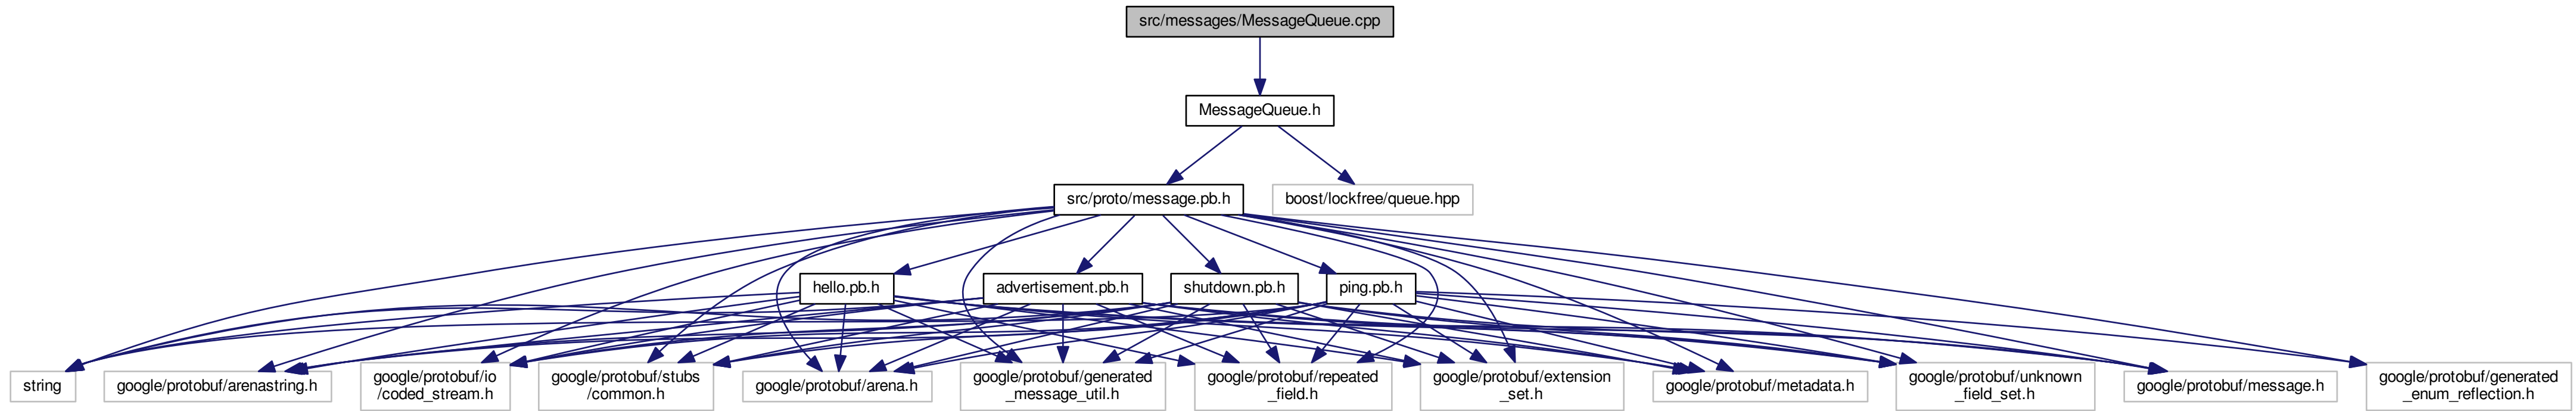 src/messages/MessageQueue.cpp
MessageQueue.h
src/proto/message.pb.h
boost/lockfree/queue.hpp
hello.pb.h
advertisement.pb.h
shutdown.pb.h
ping.pb.h
string
google/protobuf/arenastring.h
google/protobuf/io
/coded_stream.h
google/protobuf/stubs
/common.h
google/protobuf/arena.h
google/protobuf/generated
_message_util.h
google/protobuf/repeated
_field.h
google/protobuf/extension
_set.h
google/protobuf/metadata.h
google/protobuf/unknown
_field_set.h
google/protobuf/message.h
google/protobuf/generated
_enum_reflection.h